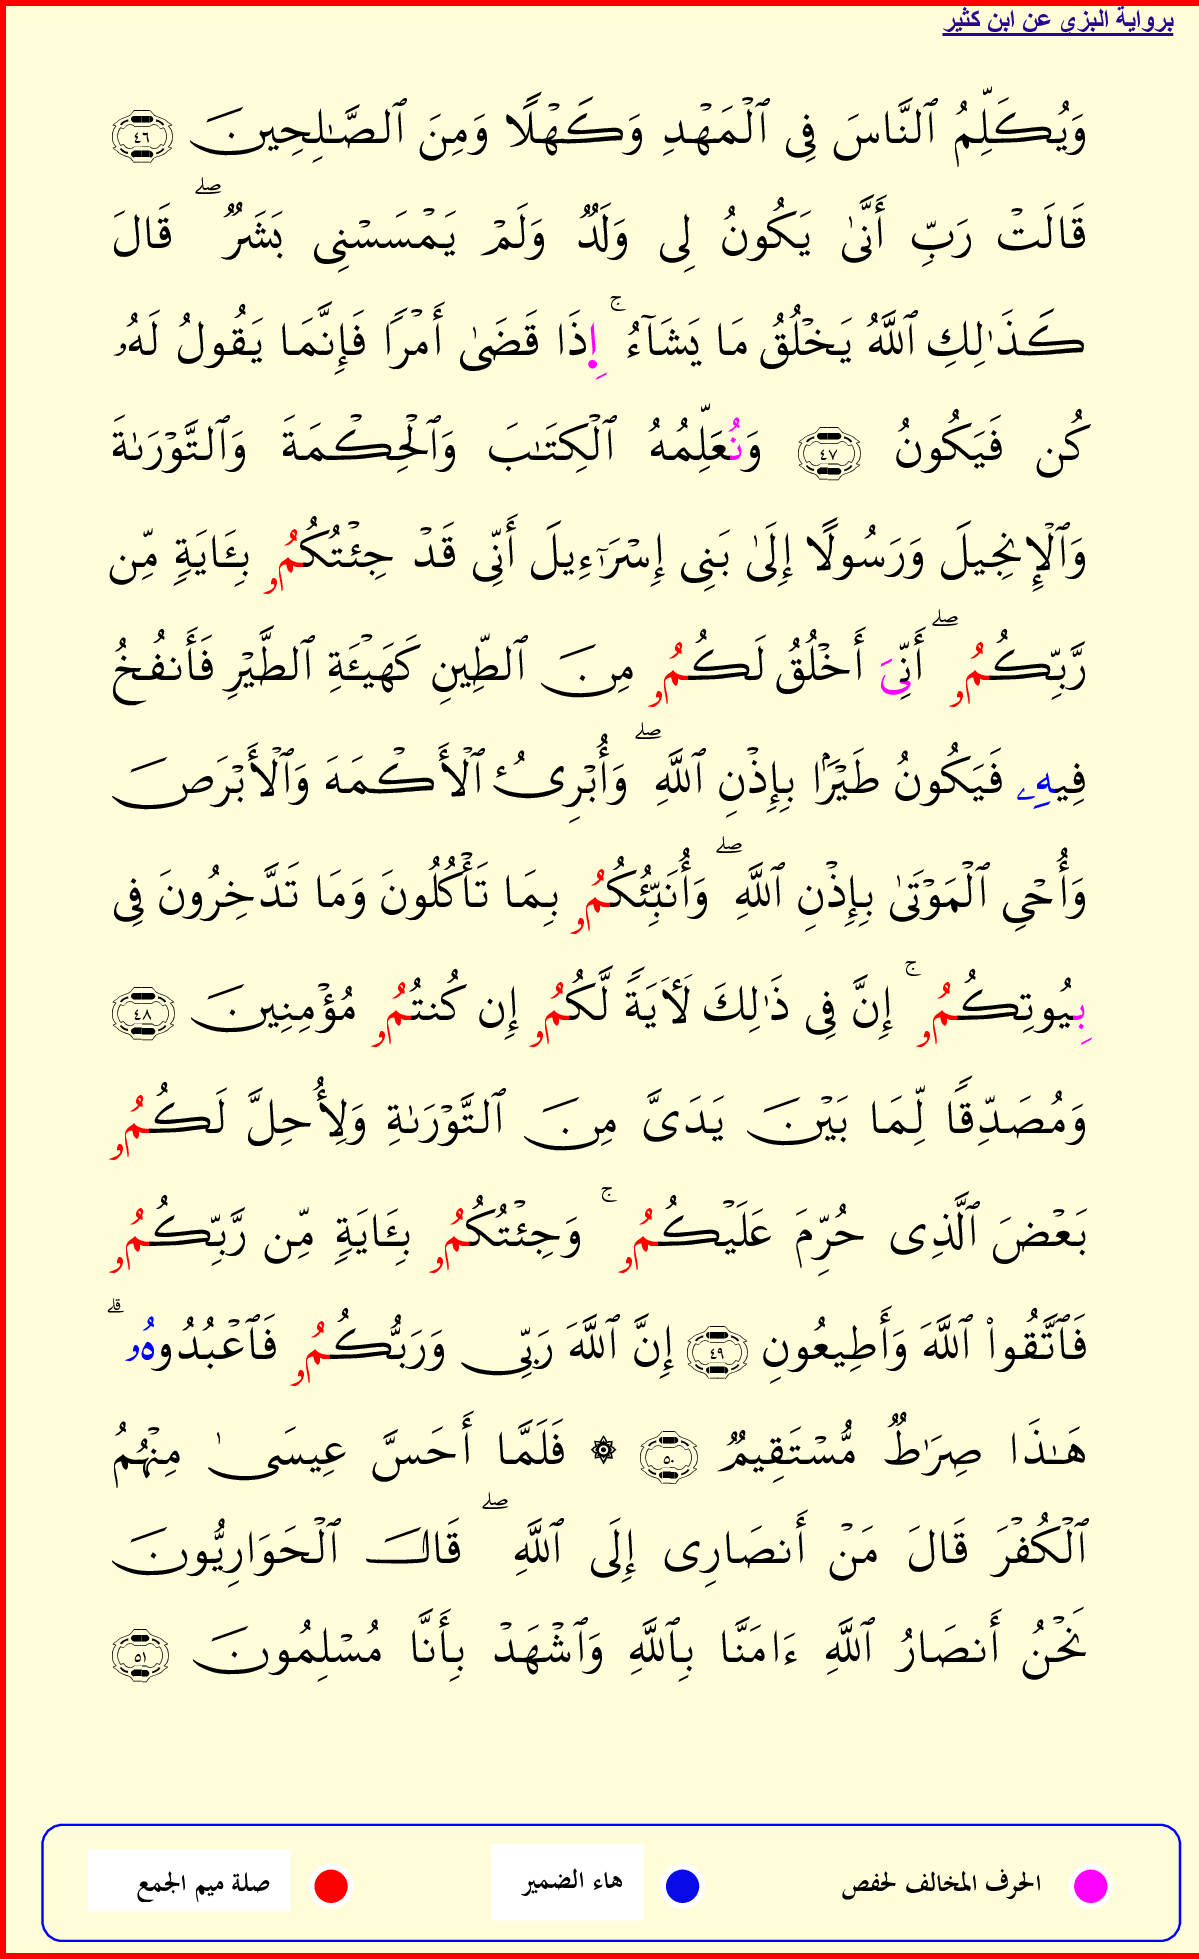 برواية البزى عن ابن كثير
وَيُكَلِّمُ ٱلنَّاسَ فِى ٱلْمَهْدِ وَكَهْلًا وَمِنَ ٱلصَّـٰلِحِينَ ٤٦
قَالَتْ رَبِّ أَنَّىٰ يَكُونُ لِى وَلَدٌ وَلَمْ يَمْسَسْنِى بَشَرٌ ۖ قَالَ
كَذَٰلِكِ ٱللَّهُ يَخْلُقُ مَا يَشَآءُ ۚ إِذَا قَضَىٰ أَمْرًا فَإِنَّمَا يَقُولُ لَهُۥ
كُن فَيَكُونُ ٤٧ وَنُعَلِّمُهُ ٱلْكِتَـٰبَ وَٱلْحِكْمَةَ وَٱلتَّوْرَىٰةَ
وَٱلْإِنجِيلَ وَرَسُولًا إِلَىٰ بَنِى إِسْرَٰٓءِيلَ أَنِّى قَدْ جِئْتُكُمُۥ بِـَٔايَةٍ مِّن
رَّبِّكُمُۥ ۖ أَنِّىَ أَخْلُقُ لَكُمُۥ مِنَ ٱلطِّينِ كَهَيْـَٔةِ ٱلطَّيْرِ فَأَنفُخُ
فِيهِۦ فَيَكُونُ طَيْرًۢا بِإِذْنِ ٱللَّهِ ۖ وَأُبْرِئُ ٱلْأَكْمَهَ وَٱلْأَبْرَصَ
وَأُحْىِ ٱلْمَوْتَىٰ بِإِذْنِ ٱللَّهِ ۖ وَأُنَبِّئُكُمُۥ بِمَا تَأْكُلُونَ وَمَا تَدَّخِرُونَ فِى
بِيُوتِكُمُۥ ۚ إِنَّ فِى ذَٰلِكَ لَـَٔايَةً لَّكُمُۥ إِن كُنتُمُۥ مُؤْمِنِينَ ٤٨
وَمُصَدِّقًا لِّمَا بَيْنَ يَدَىَّ مِنَ ٱلتَّوْرَىٰةِ وَلِأُحِلَّ لَكُمُۥ
بَعْضَ ٱلَّذِى حُرِّمَ عَلَيْكُمُۥ ۚ وَجِئْتُكُمُۥ بِـَٔايَةٍ مِّن رَّبِّكُمُۥ
فَٱتَّقُوا۟ ٱللَّهَ وَأَطِيعُونِ ٤٩ إِنَّ ٱللَّهَ رَبِّى وَرَبُّكُمُۥ فَٱعْبُدُوهُۥ ۗ
هَـٰذَا صِرَٰطٌ مُّسْتَقِيمٌ ٥٠ ۞ فَلَمَّا أَحَسَّ عِيسَىٰ مِنْهُمُ
ٱلْكُفْرَ قَالَ مَنْ أَنصَارِى إِلَى ٱللَّهِ ۖ قَالَ ٱلْحَوَارِيُّونَ
نَحْنُ أَنصَارُ ٱللَّهِ ءَامَنَّا بِٱللَّهِ وَٱشْهَدْ بِأَنَّا مُسْلِمُونَ ٥١
الحرف المخالف لحفص هاء الضمير صلة ميم الجمع